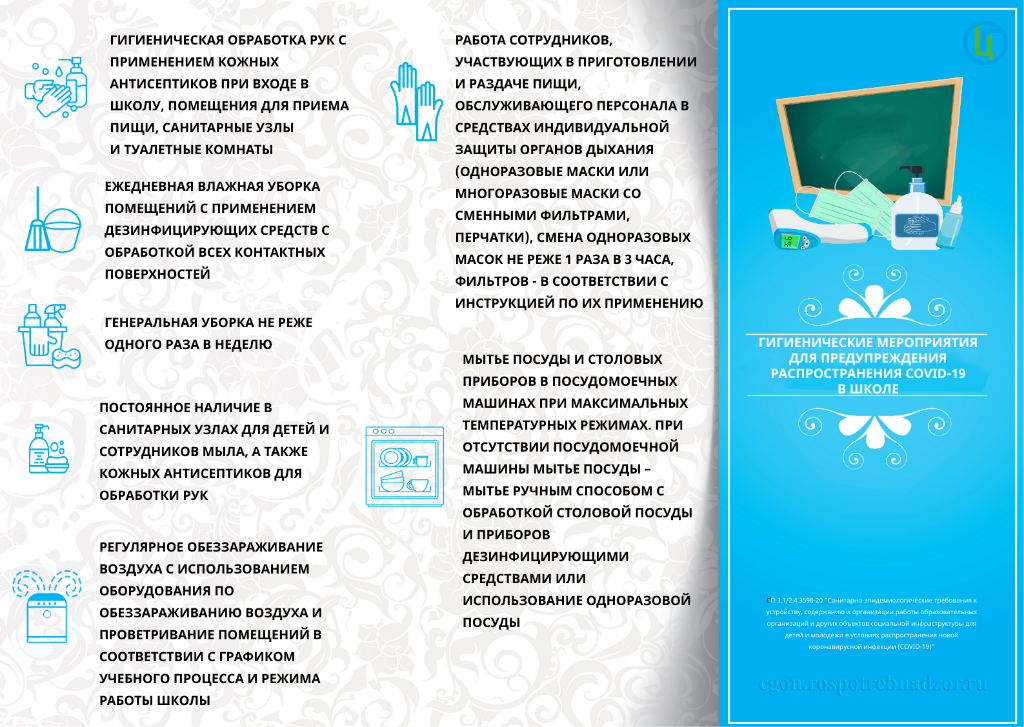 ГИГИЕНИЧЕСКАЯ ОБРАБОТКА РУК С
ПРИМЕНЕНИЕМ КОЖНЫХ
АНТИСЕПТИКОВ ПРИ ВХОДЕ В
ШКОЛУ, ПОМЕЩЕНИЯ ДЛЯ ПРИЕМА
ПИЩИ, САНИТАРНЫЕ УЗЛЫ
И ТУАЛЕТНЫЕ КОМНАТЫ
ЕЖЕДНЕВНАЯ ВЛАЖНАЯ УБОРКА
ПОМЕЩЕНИЙ С ПРИМЕНЕНИЕМ
ДЕЗИНФИЦИРУЮЩИХ СРЕДСТВ С
ОБРАБОТКОЙ ВСЕХ КОНТАКТНЫХ
ПОВЕРХНОСТЕЙ
ГЕНЕРАЛЬНАЯ УБОРКА НЕ РЕЖЕ
ОДНОГО РАЗА В НЕДЕЛЮ
ПОСТОЯННОЕ НАЛИЧИЕ В
САНИТАРНЫХ УЗЛАХ ДЛЯ ДЕТЕЙ И
СОТРУДНИКОВ МЫЛА, А ТАКЖЕ
КОЖНЫХ АНТИСЕПТИКОВ ДЛЯ
ОБРАБОТКИ РУК
РЕГУЛЯРНОЕ ОБЕЗЗАРАЖИВАНИЕ
ВОЗДУХА С ИСПОЛЬЗОВАНИЕМ
ОБОРУДОВАНИЯ ПО
ОБЕЗЗАРАЖИВАНИЮ ВОЗДУХА И
ПРОВЕТРИВАНИЕ ПОМЕЩЕНИЙ В
СООТВЕТСТВИИ С ГРАФИКОМ
УЧЕБНОГО ПРОЦЕССА И РЕЖИМА
РАБОТЫ ШКОЛЫ
РАБОТА СОТРУДНИКОВ,
УЧАСТВУЮЩИХ В ПРИГОТОВЛЕНИИ
И РАЗДАЧЕ ПИЩИ,
ОБСЛУЖИВАЮЩЕГО ПЕРСОНАЛА В
СРЕДСТВАХ ИНДИВИДУАЛЬНОЙ
ЗАЩИТЫ ОРГАНОВ ДЫХАНИЯ
(ОДНОРАЗОВЫЕ МАСКИ ИЛИ
МНОГОРАЗОВЫЕ МАСКИ СО
СМЕННЫМИ ФИЛЬТРАМИ,
ПЕРЧАТКИ), СМЕНА ОДНОРАЗОВЫХ
МАСОК НЕ РЕЖЕ 1 РАЗА В 3 ЧАСА,
ФИЛЬТРОВ - В СООТВЕТСТВИИ С
ИНСТРУКЦИЕЙ ПО ИХ ПРИМЕНЕНИЮ
МЫТЬЕ ПОСУДЫ И СТОЛОВЫХ
ПРИБОРОВ В ПОСУДОМОЕЧНЫХ
МАШИНАХ ПРИ МАКСИМАЛЬНЫХ
ТЕМПЕРАТУРНЫХ РЕЖИМАХ. ПРИ
ОТСУТСТВИИ ПОСУДОМОЕЧНОЙ
МАШИНЫ МЫТЬЕ ПОСУДЫ –
МЫТЬЕ РУЧНЫМ СПОСОБОМ С
ОБРАБОТКОЙ СТОЛОВОЙ ПОСУДЫ
И ПРИБОРОВ
ДЕЗИНФИЦИРУЮЩИМИ
СРЕДСТВАМИ ИЛИ
ИСПОЛЬЗОВАНИЕ ОДНОРАЗОВОЙ
ПОСУДЫ
Ц
ГИГИЕНИЧЕСКИЕ МЕРОПРИЯТИЯ
ДЛЯ ПРЕДУПРЕЖДЕНИЯ
РАСПРОСТРАНЕНИЯ COVID-19
В ШКОЛЕ
СП 3.1/2.4.3598-20 "Санитарно-эпидемиологические требования к
устройству, содержанию и организации работы образовательных
организаций и других объектов социальной инфраструктуры для
детей и молодежи в условиях распространения новой
коронавирусной инфекции (COVID-19)"
cgon.rospotrebnadzor.ru